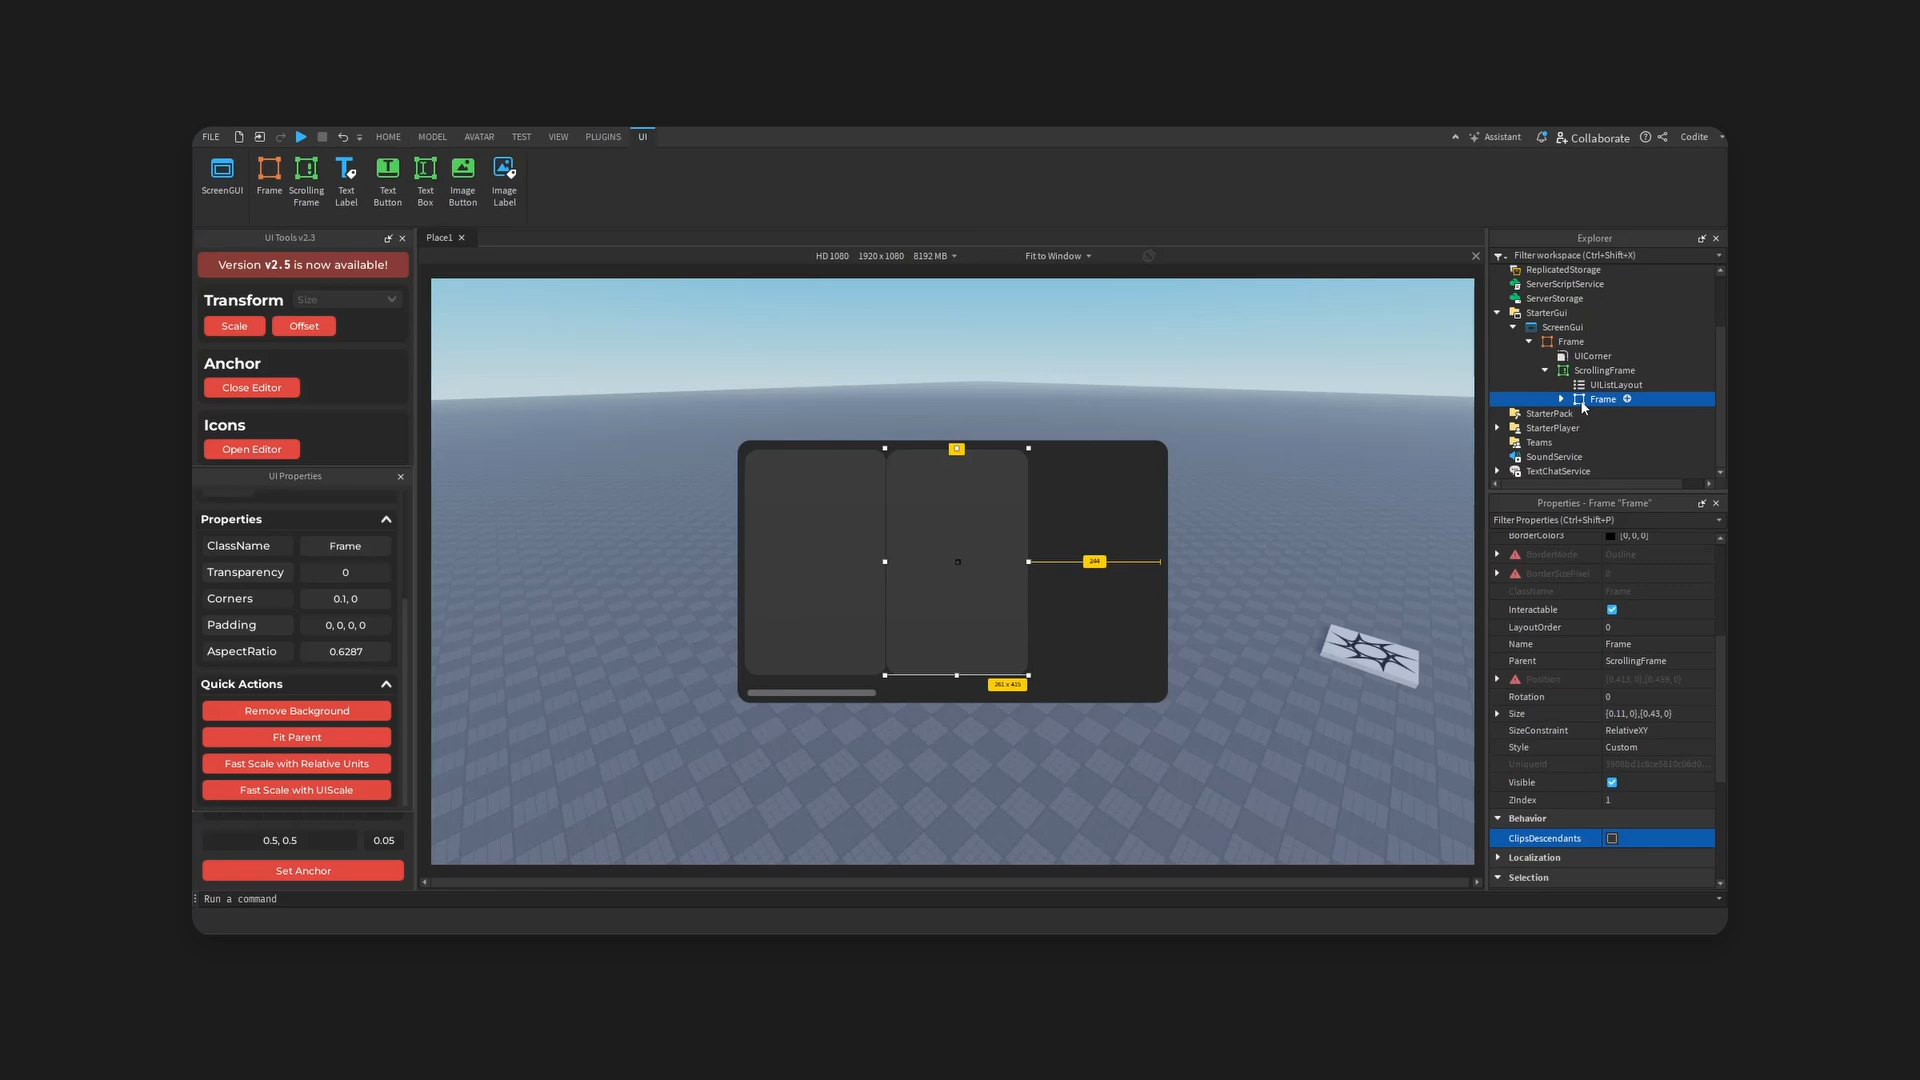 FILE HOME MODEL AVATAR TEST VIEW PLUGINS UI Assistant Collaborate Codite
ScreenGUI Frame Scrolling Frame Text Label Text Button Text Box Image Button Image Label
UI Tools v2.3
Version v2.5 is now available!
Transform Size
Scale Offset
Anchor
Close Editor
Icons
Open Editor
UI Properties
Properties
ClassName Frame
Transparency 0
Corners 0.1, 0
Padding 0, 0, 0, 0
AspectRatio 0.6287
Quick Actions
Remove Background
Fit Parent
Fast Scale with Relative Units
Fast Scale with UIScale
0.5, 0.5 0.05
Set Anchor
Place1
HD 1080 1920 x 1080 8192 MB Fit to Window
244
261 x 415
Explorer
Filter workspace (Ctrl+Shift+X)
ReplicatedStorage
ServerScriptService
ServerStorage
StarterGui
ScreenGui
Frame
UICorner
ScrollingFrame
UIListLayout
Frame
StarterPack
StarterPlayer
Teams
SoundService
TextChatService
Properties - Frame "Frame"
Filter Properties (Ctrl+Shift+P)
BorderColor3 [0, 0, 0]
BorderMode Outline
BorderSizePixel 0
ClassName Frame
Interactable
LayoutOrder 0
Name Frame
Parent ScrollingFrame
Position
Rotation 0
Size {0.11, 0},{0.43, 0}
SizeConstraint RelativeXY
Style Custom
UniqueId
Visible
ZIndex 1
Behavior
ClipsDescendants
Localization
Selection
Run a command